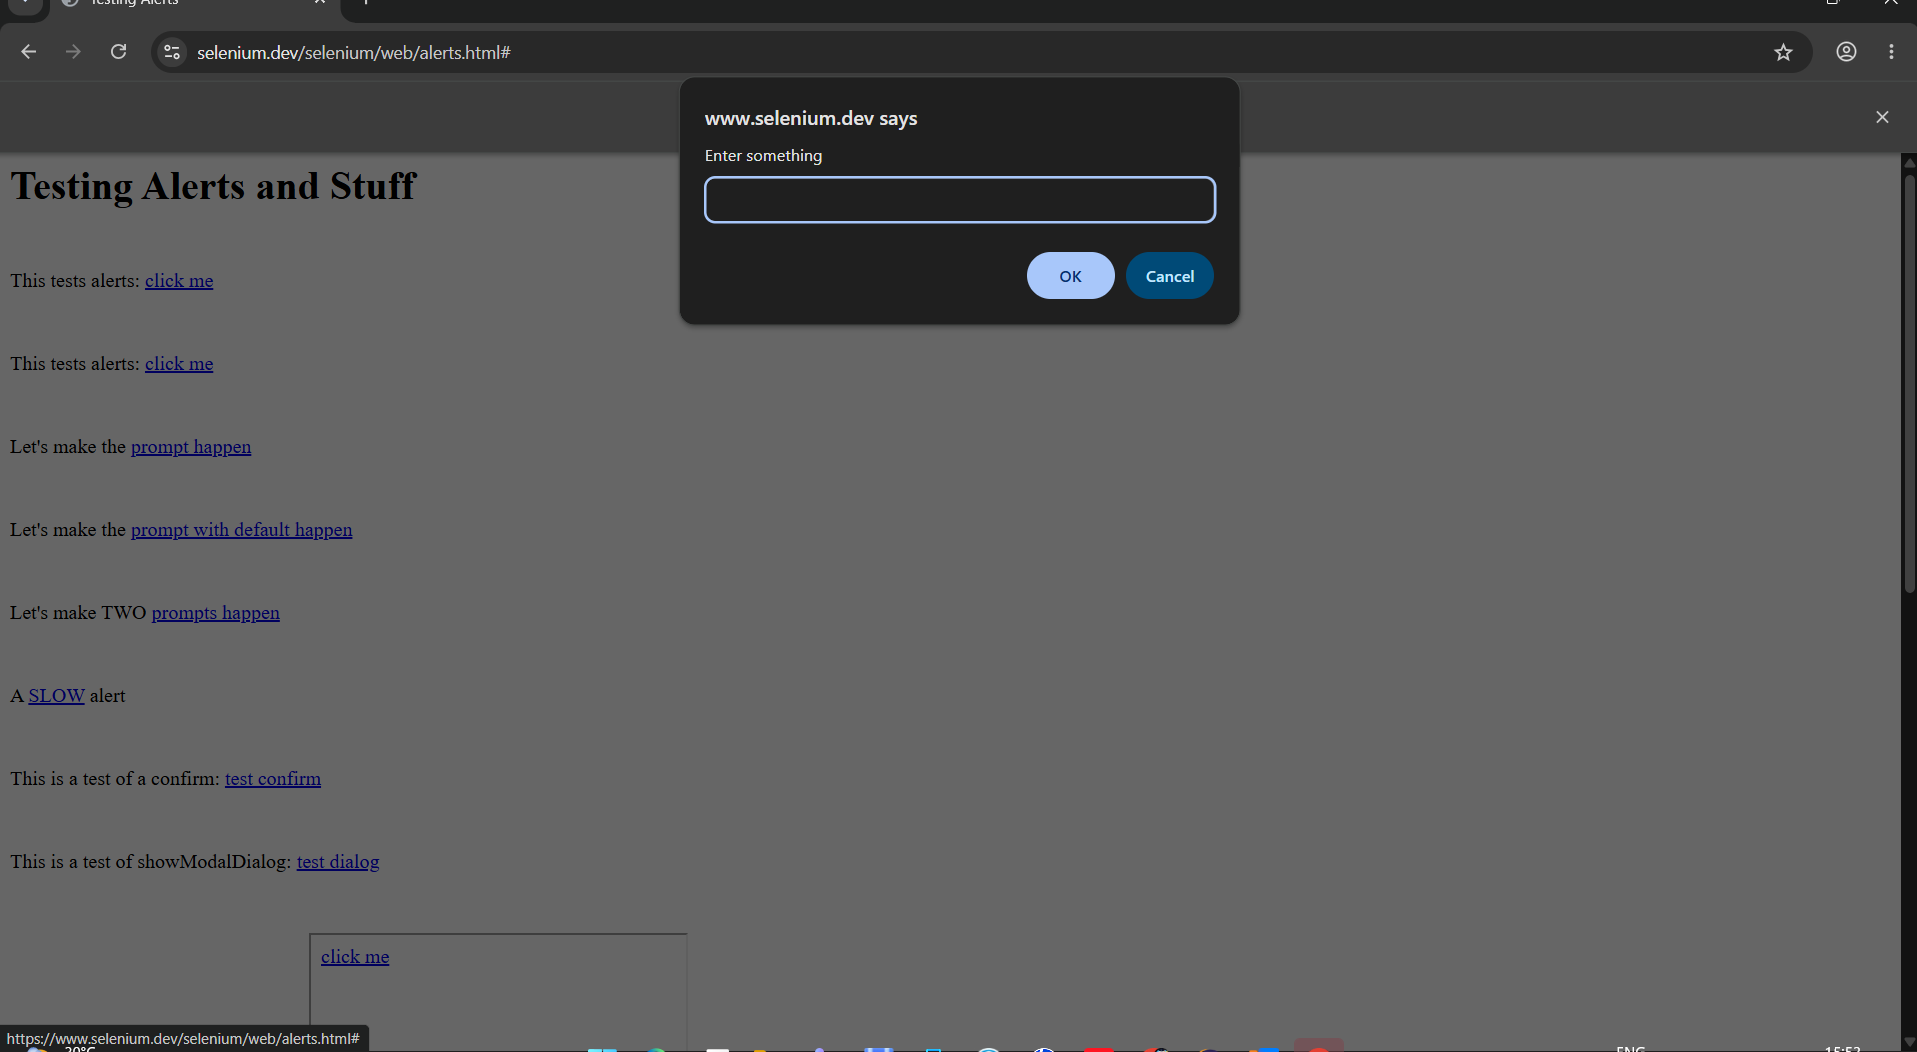 Testing Alerts
selenium.dev/selenium/web/alerts.html#
www.selenium.dev says
Enter something
OK
Cancel
Testing Alerts and Stuff
This tests alerts: click me
This tests alerts: click me
Let's make the prompt happen
Let's make the prompt with default happen
Let's make TWO prompts happen
A SLOW alert
This is a test of a confirm: test confirm
This is a test of showModalDialog: test dialog
click me
https://www.selenium.dev/selenium/web/alerts.html#
ENG